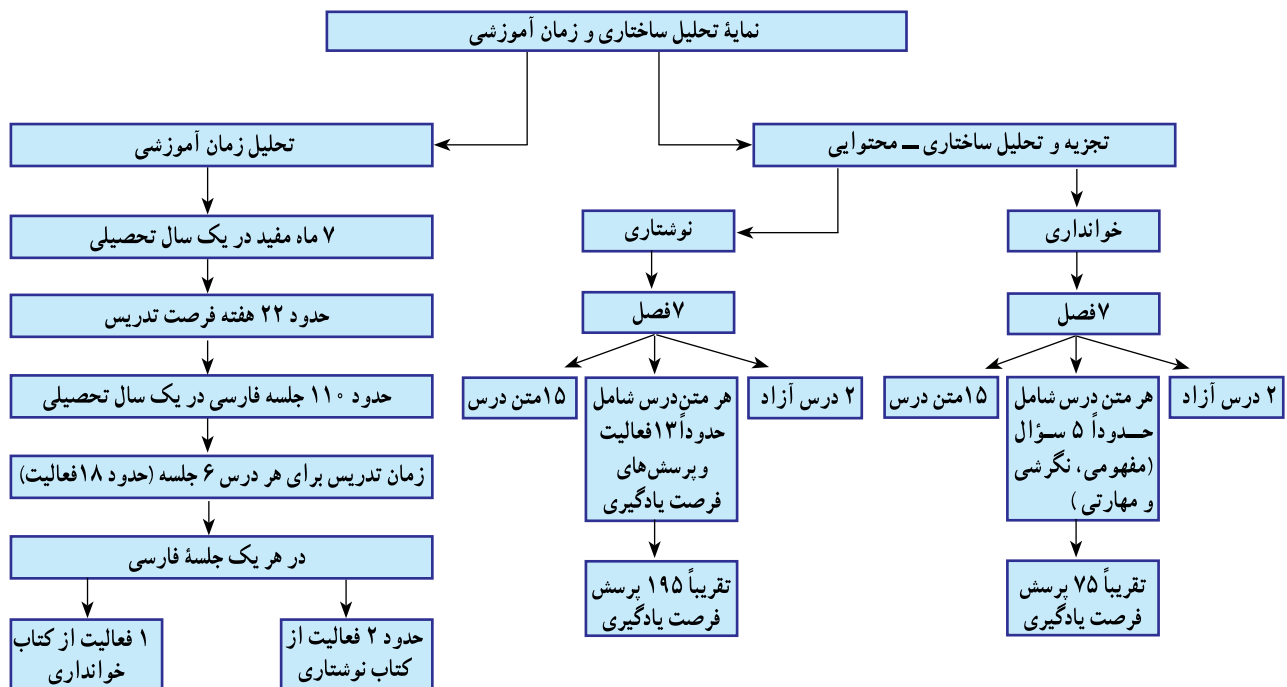 نمایهٔ تحلیل ساختاری و زمان آموزشی
تجزیه و تحلیل ساختاری ــ محتوایی
تحلیل زمان آموزشی
خوانداری
نوشتاری
۷ ماه مفید در یک سال تحصیلی
۷فصل
۷فصل
حدود ۲۲ هفته فرصت تدریس
۲ درس آزاد
هر متن درس شامل
حــدوداً ۵ سـؤال
(مفهومی، نگرشی
و مهارتی)
۱۵متن درس
۲ درس آزاد
هر متن‌درس شامل
حدوداً ۱۳فعالیت
وپرسش‌های
فرصت یادگیری
۱۵متن درس
حدود ۱۱۰ جلسه فارسی در یک سال تحصیلی
زمان تدریس برای هر درس ۶ جلسه (حدود ۱۸فعالیت)
در هر یک جلسهٔ فارسی
تقریباً ۷۵ پرسش
فرصت یادگیری
تقریباً ۱۹۵ پرسش
فرصت یادگیری
حدود ۲ فعالیت از
کتاب نوشتاری
۱ فعالیت از کتاب
خوانداری